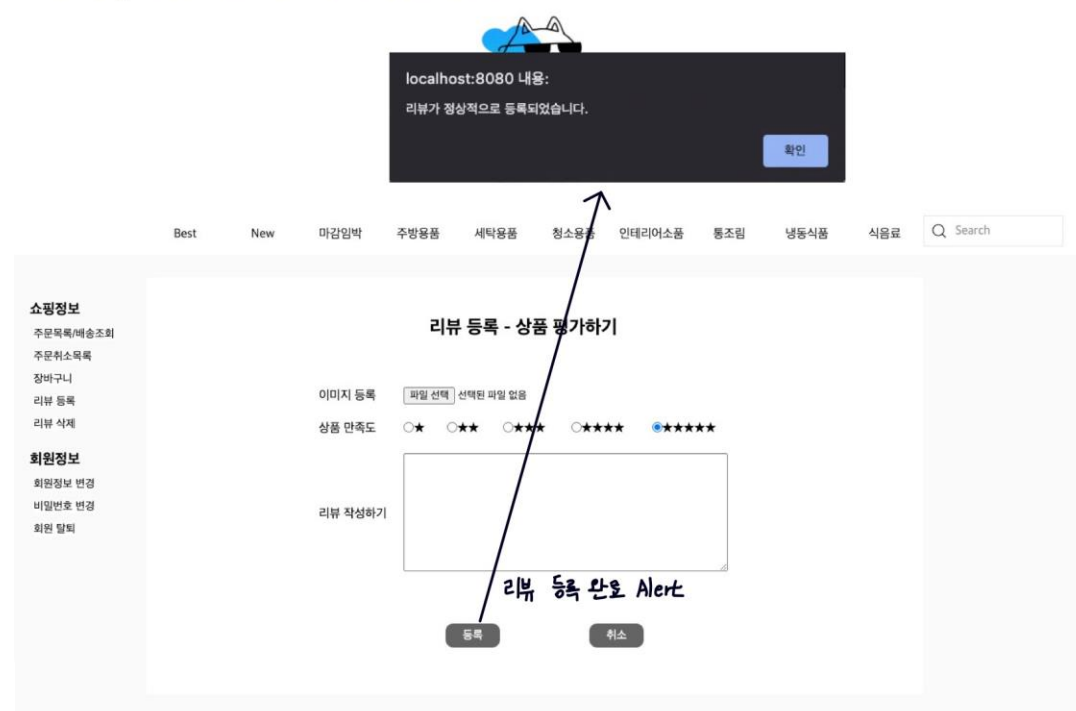 localhost:8080 내용:
리뷰가 정상적으로 등록되었습니다.
확인
Best New 마감임박 주방용품 세탁용품 청소용품 인테리어소품 통조림 냉동식품 식음료 Search
쇼핑정보
주문목록/배송조회
주문취소목록
장바구니
리뷰 등록
리뷰 삭제
회원정보
회원정보 변경
비밀번호 변경
회원 탈퇴
리뷰 등록 - 상품 평가하기
이미지 등록 파일 선택 선택된 파일 없음
상품 만족도 ★ ★★ ★★★ ★★★★ ★★★★★
리뷰 작성하기
리뷰 등록 완료 Alert
등록 취소